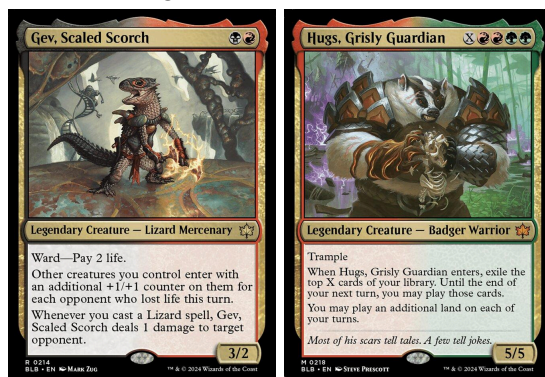 Gev, Scaled Scorch
Legendary Creature — Lizard Mercenary
Ward—Pay 2 life.
Other creatures you control enter with
an additional +1/+1 counter on them for
each opponent who lost life this turn.
Whenever you cast a Lizard spell, Gev,
Scaled Scorch deals 1 damage to target
opponent.
3/2
R 0214
BLB • EN MARK ZUG
™ & © 2024 Wizards of the Coast
Hugs, Grisly Guardian
X
Legendary Creature — Badger Warrior
Trample
When Hugs, Grisly Guardian enters, exile the
top X cards of your library. Until the end of
your next turn, you may play those cards.
You may play an additional land on each of
your turns.
Most of his scars tell tales. A few tell jokes.
5/5
M 0218
BLB • EN STEVE PRESCOTT
™ & © 2024 Wizards of the Coast